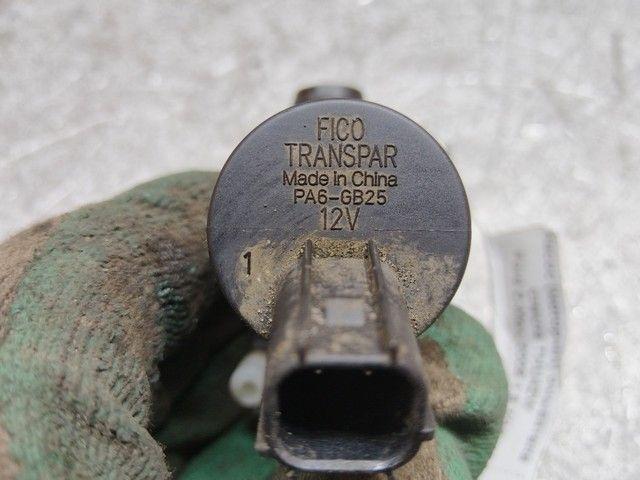 FICO
TRANSPAR
Made in China
PA6-GB25
12V
1